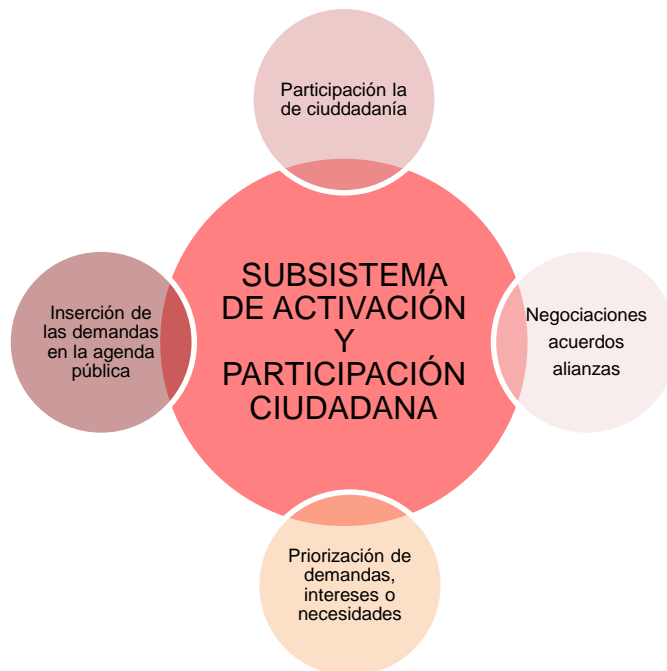 Participación la
de ciuddadanía
SUBSISTEMA
DE ACTIVACIÓN
Y
PARTICIPACIÓN
CIUDADANA
Inserción de
las demandas
en la agenda
pública
Negociaciones
acuerdos
alianzas
Priorización de
demandas,
intereses o
necesidades